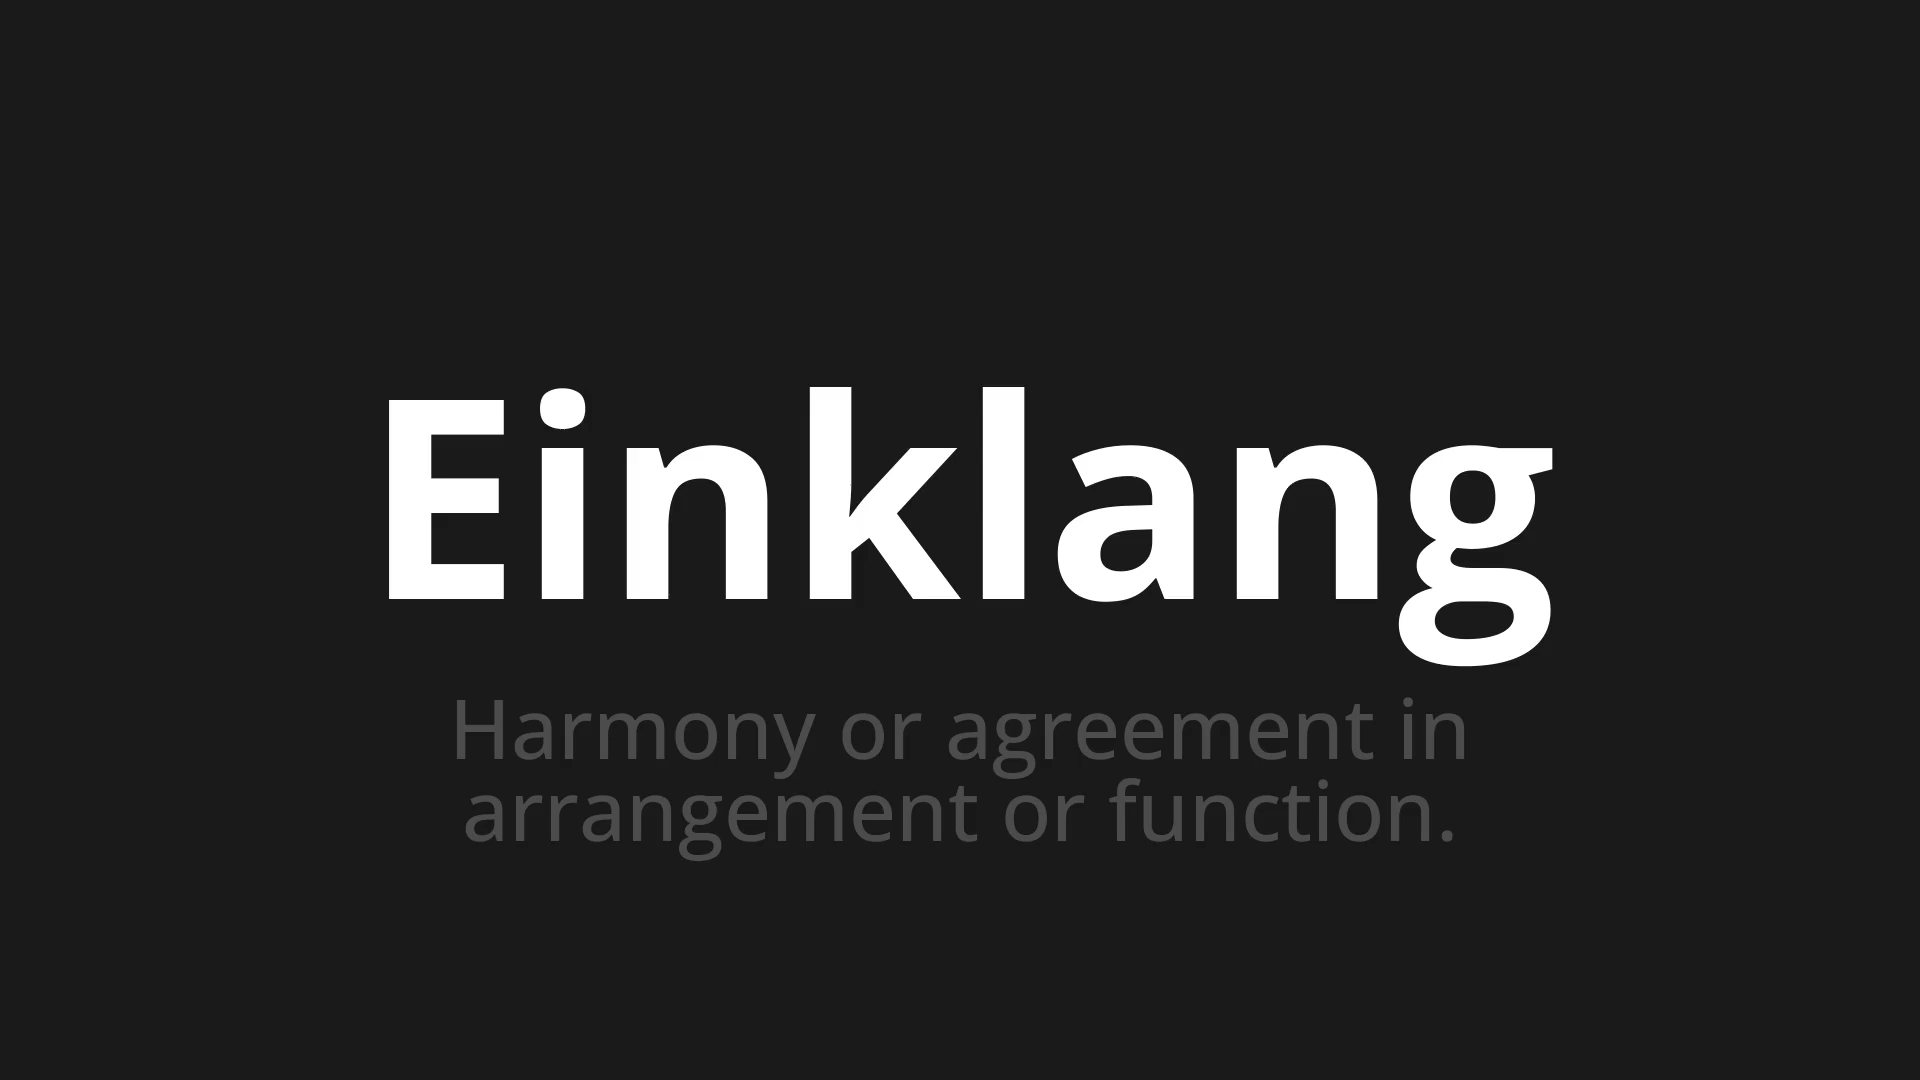 Einklang
Harmony or agreement in
arrangement or function.